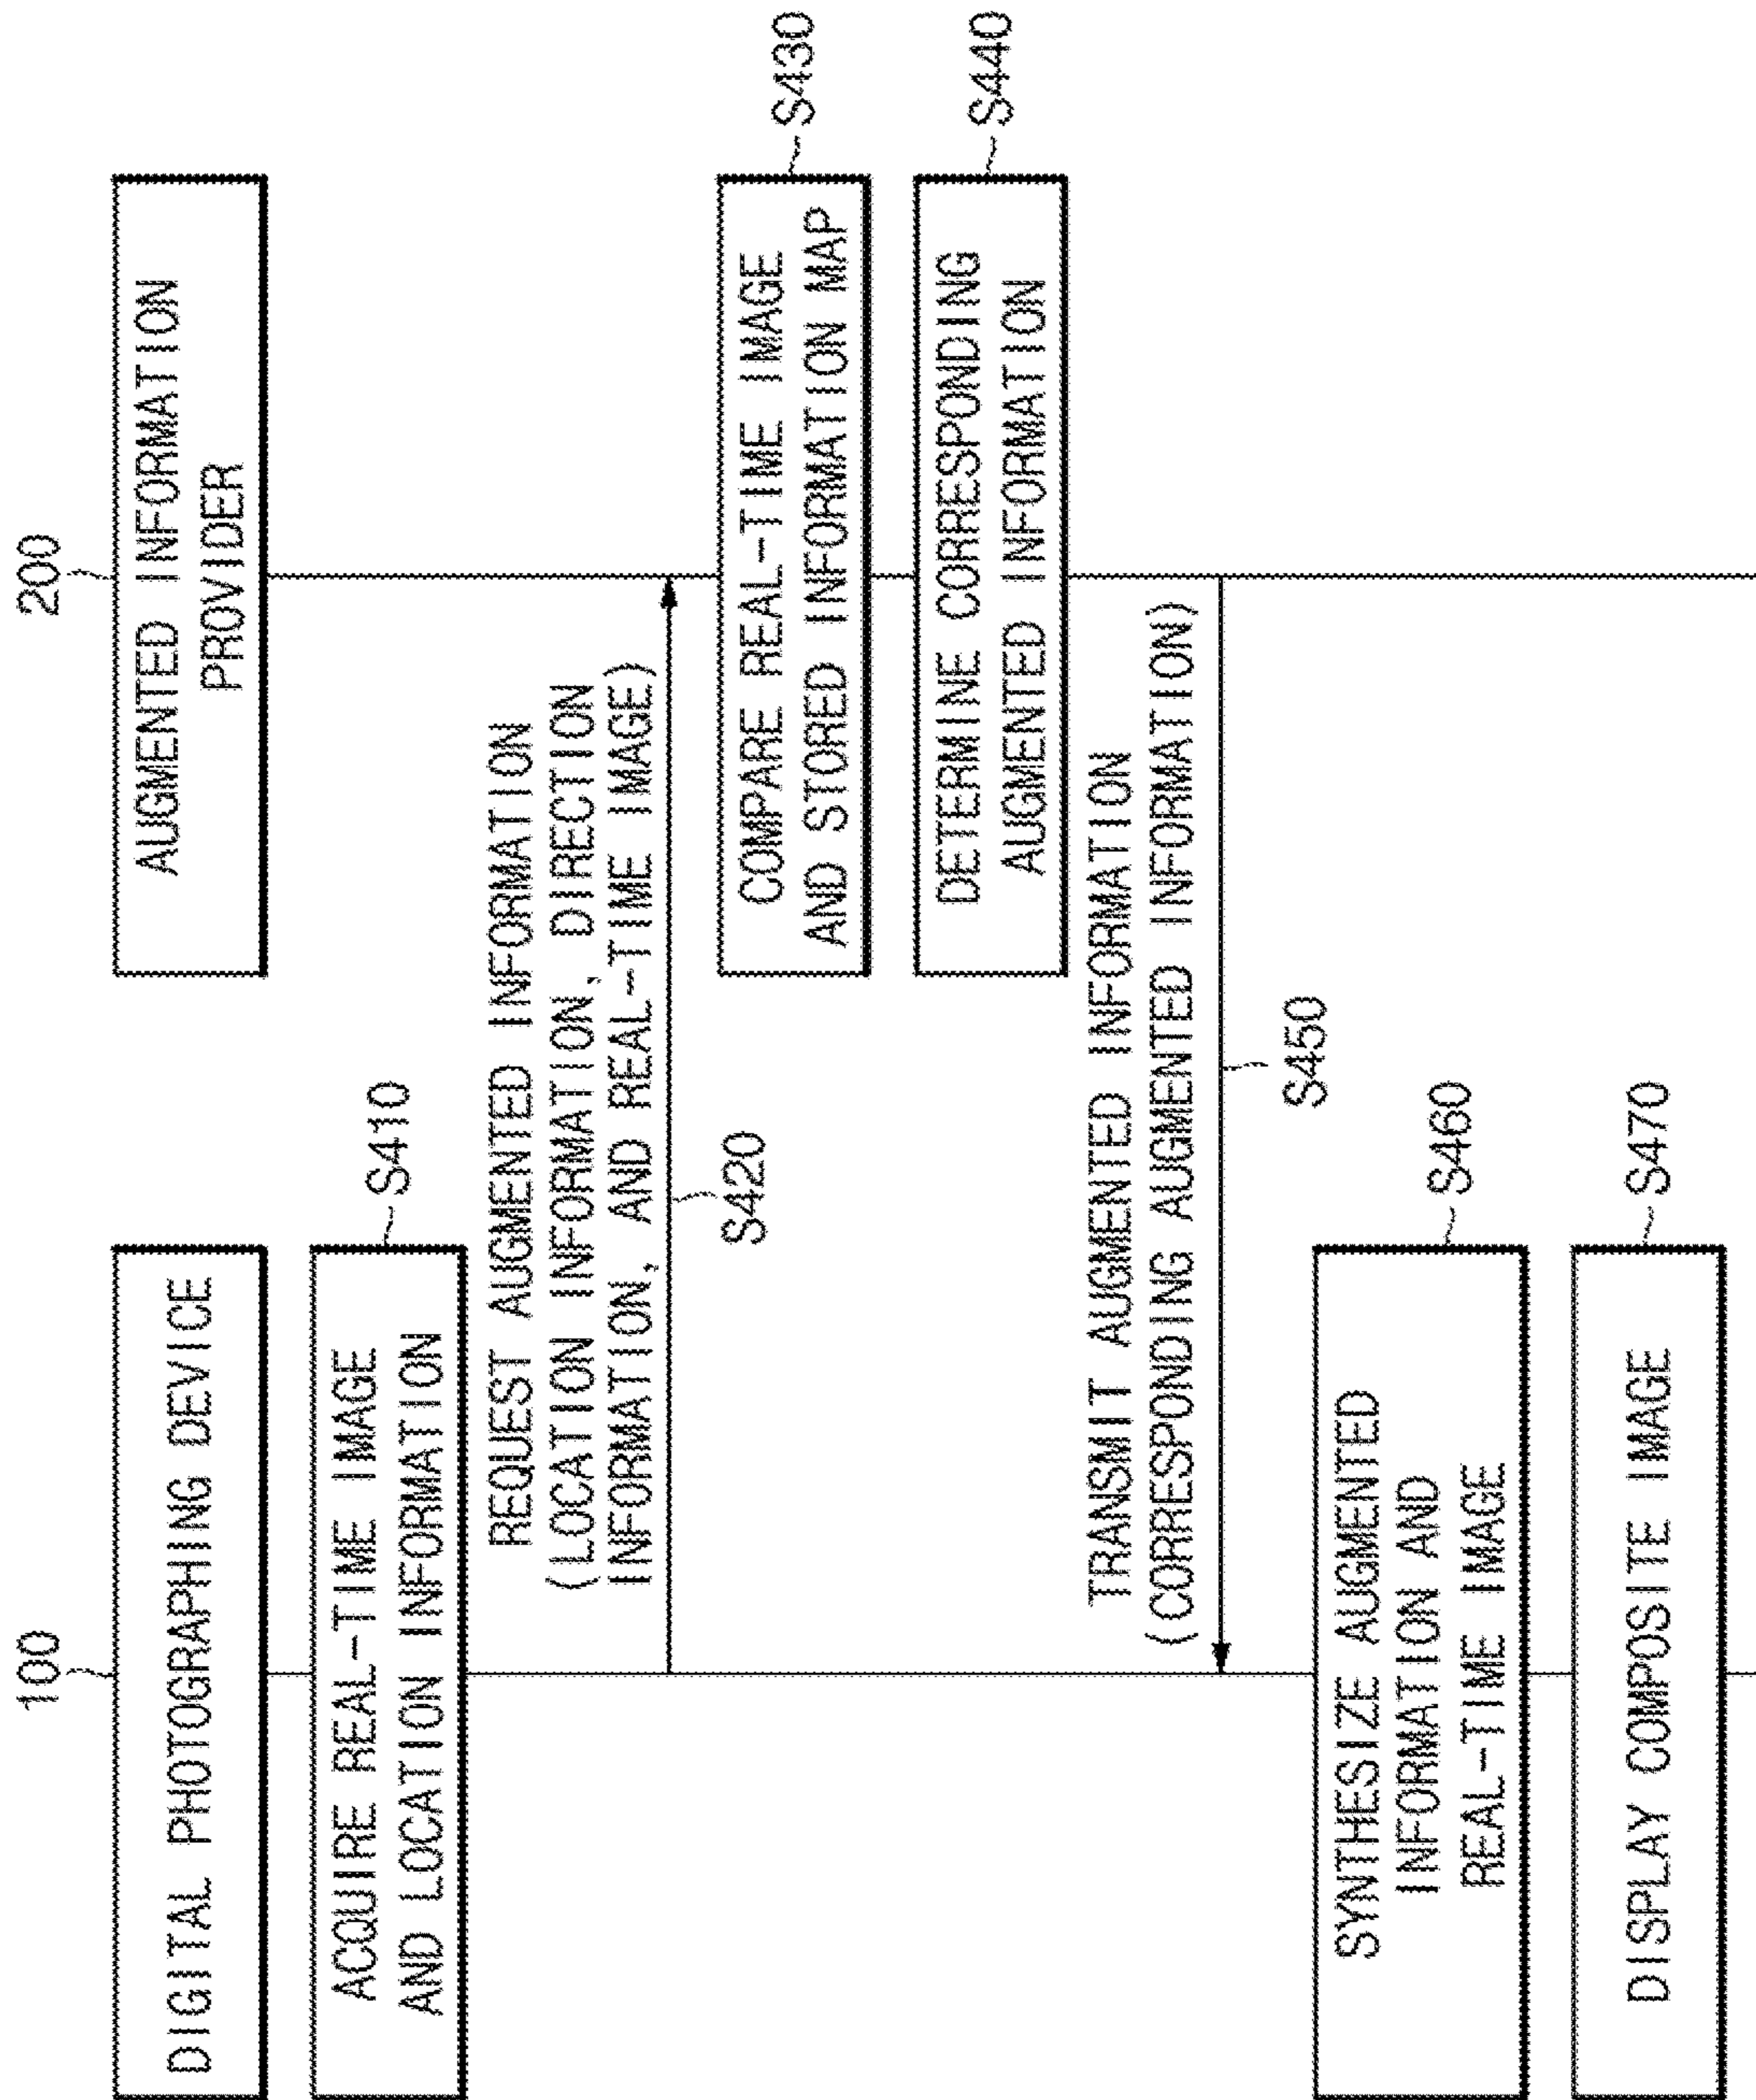 100
DIGITAL PHOTOGRAPHING DEVICE
200
AUGMENTED INFORMATION
PROVIDER
ACQUIRE REAL-TIME IMAGE
AND LOCATION INFORMATION
S410
REQUEST AUGMENTED INFORMATION
(LOCATION INFORMATION, DIRECTION
INFORMATION, AND REAL-TIME IMAGE)
S420
COMPARE REAL-TIME IMAGE
AND STORED INFORMATION MAP
S430
DETERMINE CORRESPONDING
AUGMENTED INFORMATION
S440
TRANSMIT AUGMENTED INFORMATION
(CORRESPONDING AUGMENTED INFORMATION)
S450
SYNTHESIZE AUGMENTED
INFORMATION AND
REAL-TIME IMAGE
S460
DISPLAY COMPOSITE IMAGE
S470